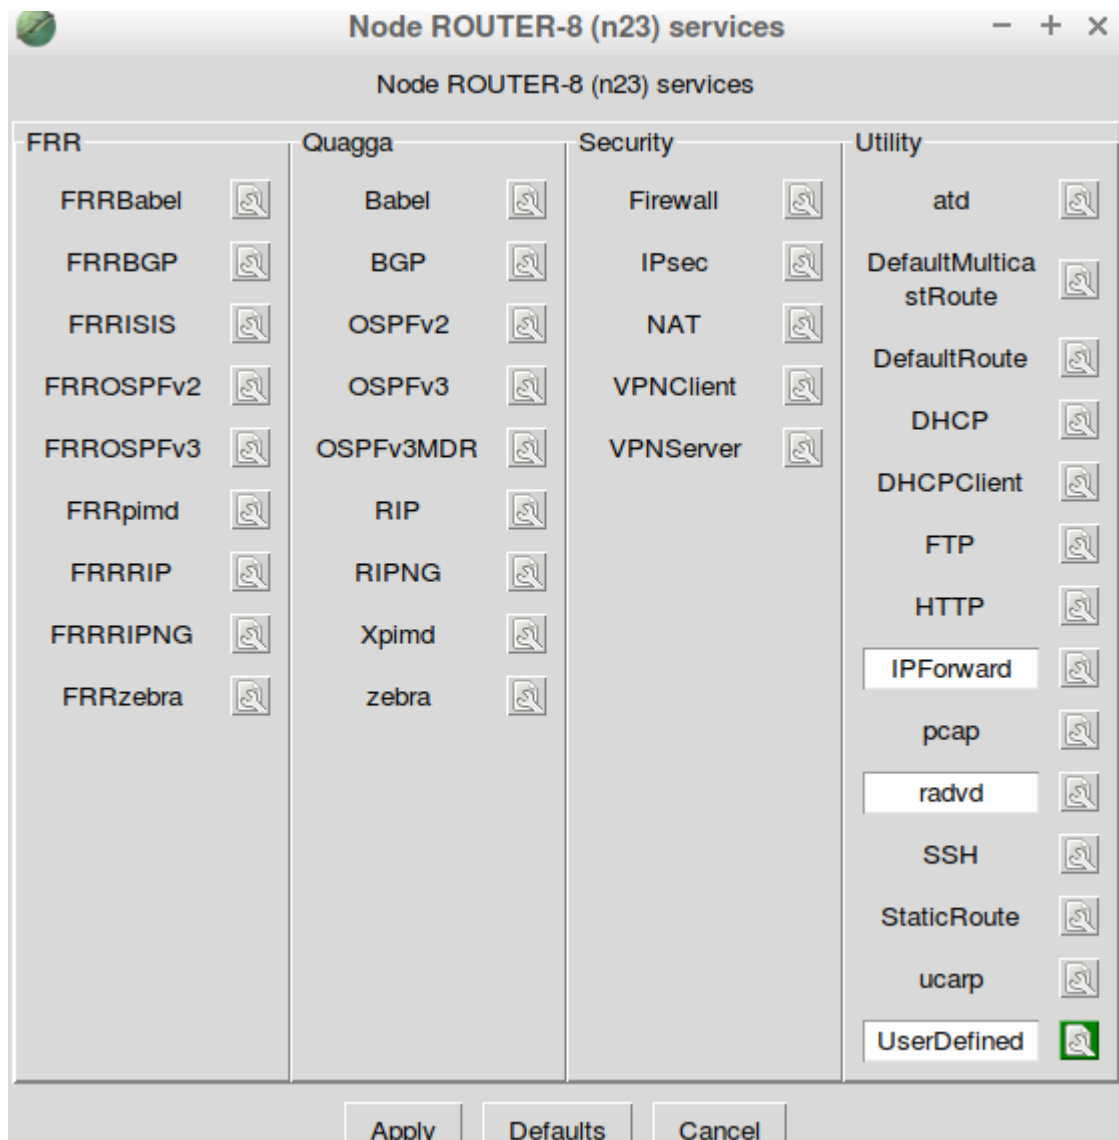 Node ROUTER-8 (n23) services
Node ROUTER-8 (n23) services
FRR
FRRBabel
FRRBGP
FRRISIS
FRROSPFv2
FRROSPFv3
FRRpimd
FRRRIP
FRRRIPNG
FRRzebra
Quagga
Babel
BGP
OSPFv2
OSPFv3
OSPFv3MDR
RIP
RIPNG
Xpimd
zebra
Security
Firewall
IPsec
NAT
VPNClient
VPNServer
Utility
atd
DefaultMultica
stRoute
DefaultRoute
DHCP
DHCPClient
FTP
HTTP
IPForward
pcap
radvd
SSH
StaticRoute
ucarp
UserDefined
Apply
Defaults
Cancel